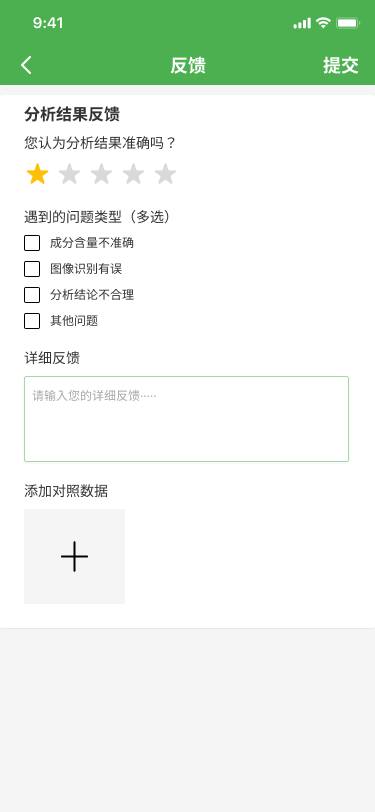 9:41
反馈
提交
分析结果反馈
您认为分析结果准确吗？
遇到的问题类型（多选）
成分含量不准确
图像识别有误
分析结论不合理
其他问题
详细反馈
请输入您的详细反馈·····
添加对照数据